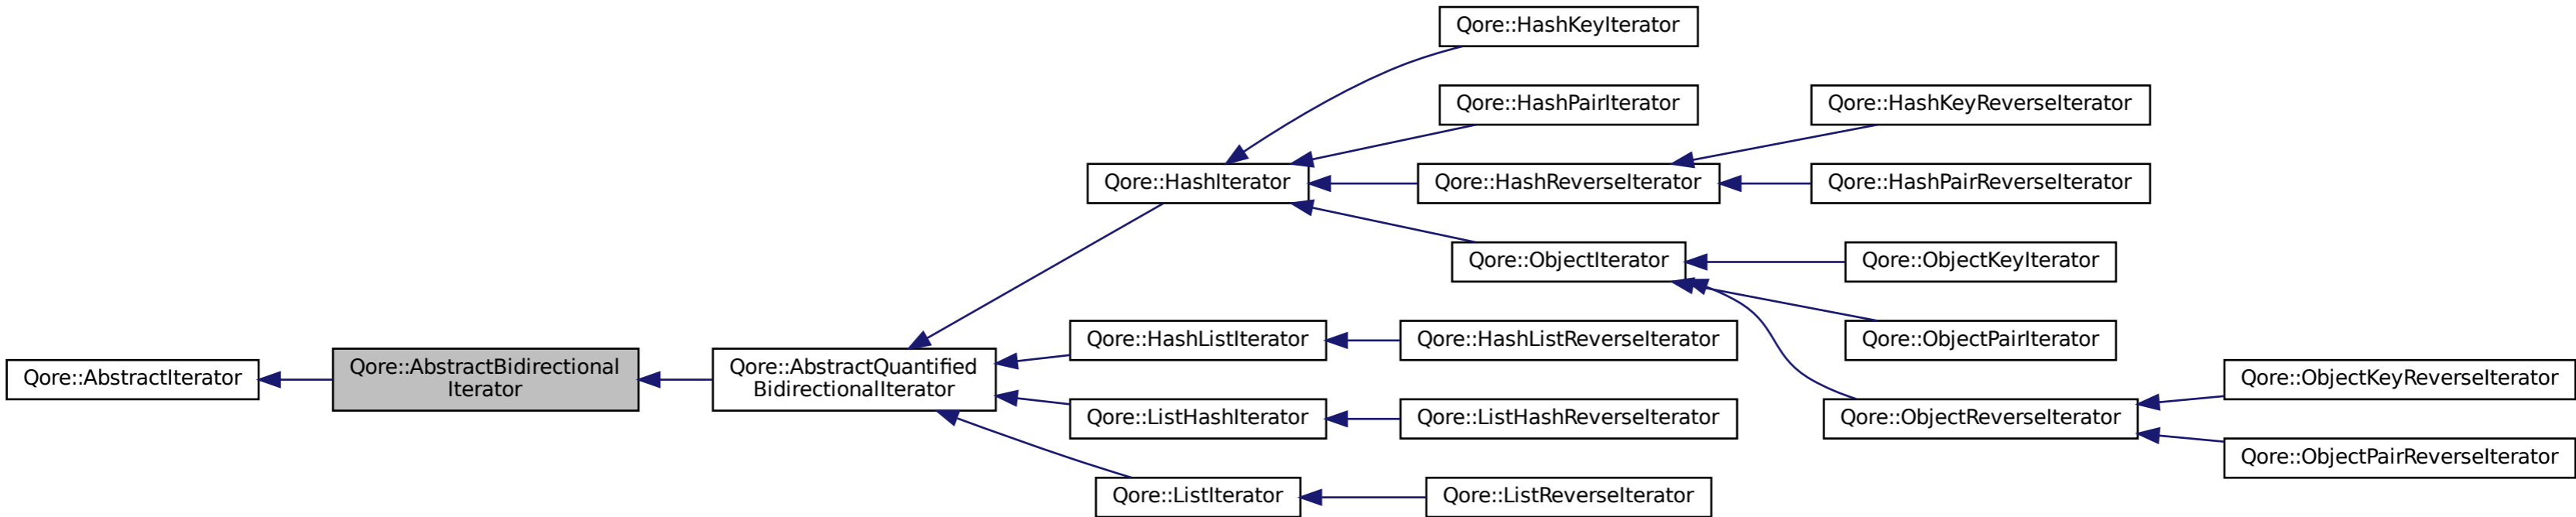 Qore::HashKeyIterator
Qore::HashPairIterator
Qore::HashKeyReverseIterator
Qore::HashIterator
Qore::HashReverseIterator
Qore::HashPairReverseIterator
Qore::ObjectIterator
Qore::ObjectKeyIterator
Qore::HashListIterator
Qore::HashListReverseIterator
Qore::ObjectPairIterator
Qore::AbstractIterator
Qore::AbstractBidirectional
Iterator
Qore::AbstractQuantified
BidirectionalIterator
Qore::ObjectKeyReverseIterator
Qore::ListHashIterator
Qore::ListHashReverseIterator
Qore::ObjectReverseIterator
Qore::ObjectPairReverseIterator
Qore::ListIterator
Qore::ListReverseIterator